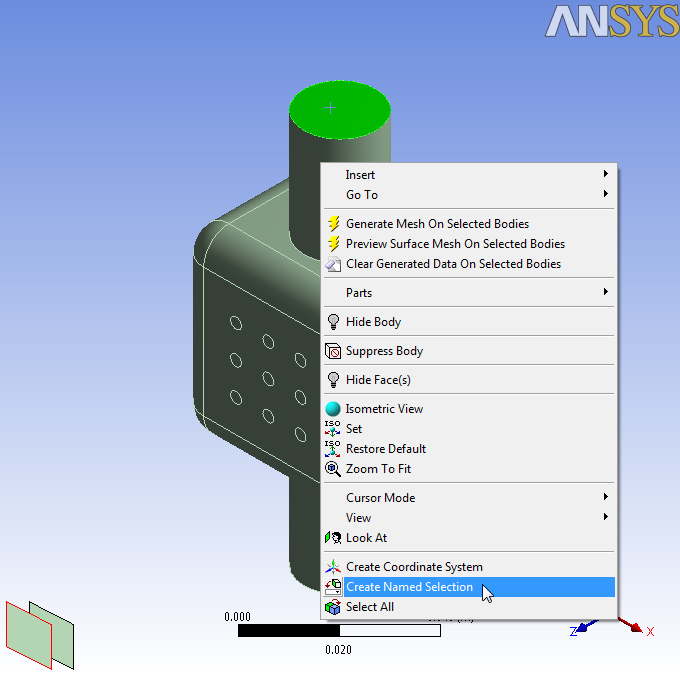 ANSYS
Insert
Go To
Generate Mesh On Selected Bodies
Preview Surface Mesh On Selected Bodies
Clear Generated Data On Selected Bodies
Parts
Hide Body
Suppress Body
Hide Face(s)
Isometric View
ISO
Set
ISO
Restore Default
Zoom To Fit
Cursor Mode
View
Look At
Create Coordinate System
Create Named Selection
Select All
0.000
0.020
Z
X